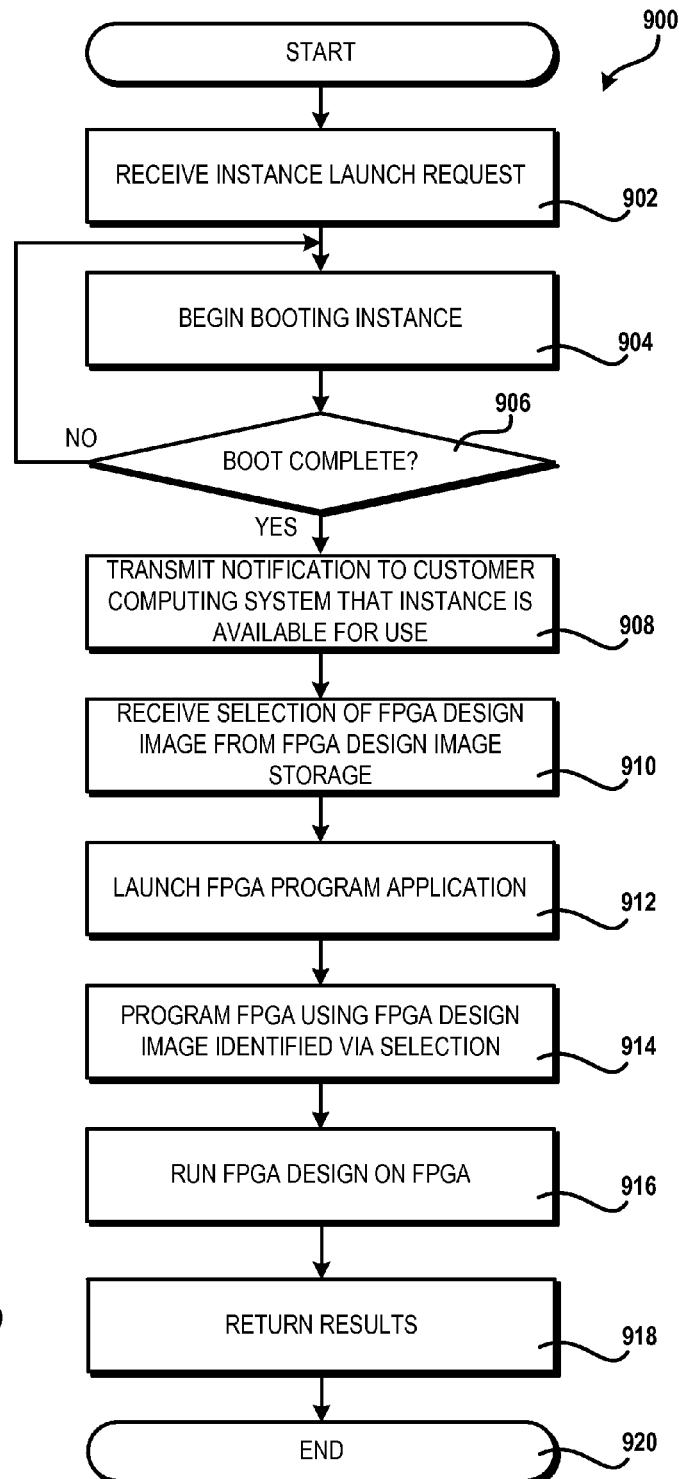 START
900
RECEIVE INSTANCE LAUNCH REQUEST
902
BEGIN BOOTING INSTANCE
904
906
NO
BOOT COMPLETE?
YES
TRANSMIT NOTIFICATION TO CUSTOMER
COMPUTING SYSTEM THAT INSTANCE IS
AVAILABLE FOR USE
908
RECEIVE SELECTION OF FPGA DESIGN
IMAGE FROM FPGA DESIGN IMAGE
STORAGE
910
LAUNCH FPGA PROGRAM APPLICATION
912
PROGRAM FPGA USING FPGA DESIGN
IMAGE IDENTIFIED VIA SELECTION
914
RUN FPGA DESIGN ON FPGA
916
RETURN RESULTS
918
END
920